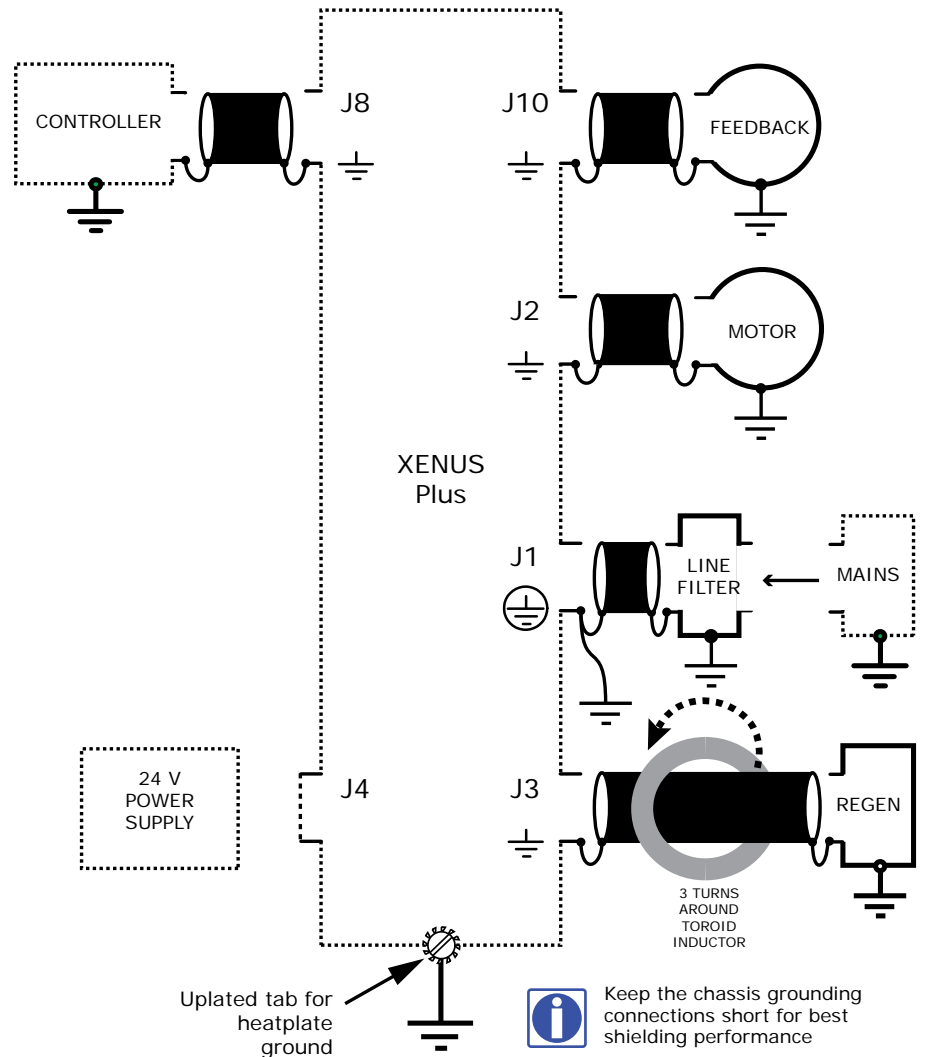 CONTROLLER
J8
J10
FEEDBACK
J2
MOTOR
XENUS
Plus
J1
LINE
FILTER
MAINS
24 V
POWER
SUPPLY
J4
J3
REGEN
3 TURNS
AROUND
TOROID
INDUCTOR
Uplated tab for
heatplate
ground
i
Keep the chassis grounding
connections short for best
shielding performance